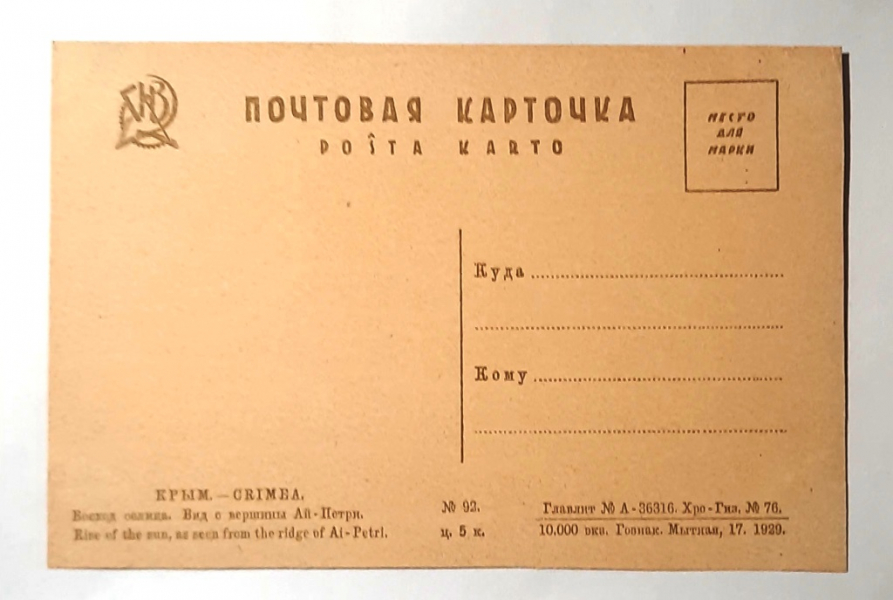 ПОЧТОВАЯ КАРТОЧКА
POŜTA KARTO
МЕСТО
ДЛЯ
МАРКИ
Куда
Кому
КРЫМ. — CRIMEA.
Восход солнца. Вид с вершины Ай-Петри.
Rise of the sun, as seen from the ridge of Ai-Petri.
№ 92.
ц. 5 к.
Главлит № А-36316. Хро-Гиз. № 76.
10.000 экз. Гознак. Мытная, 17. 1929.